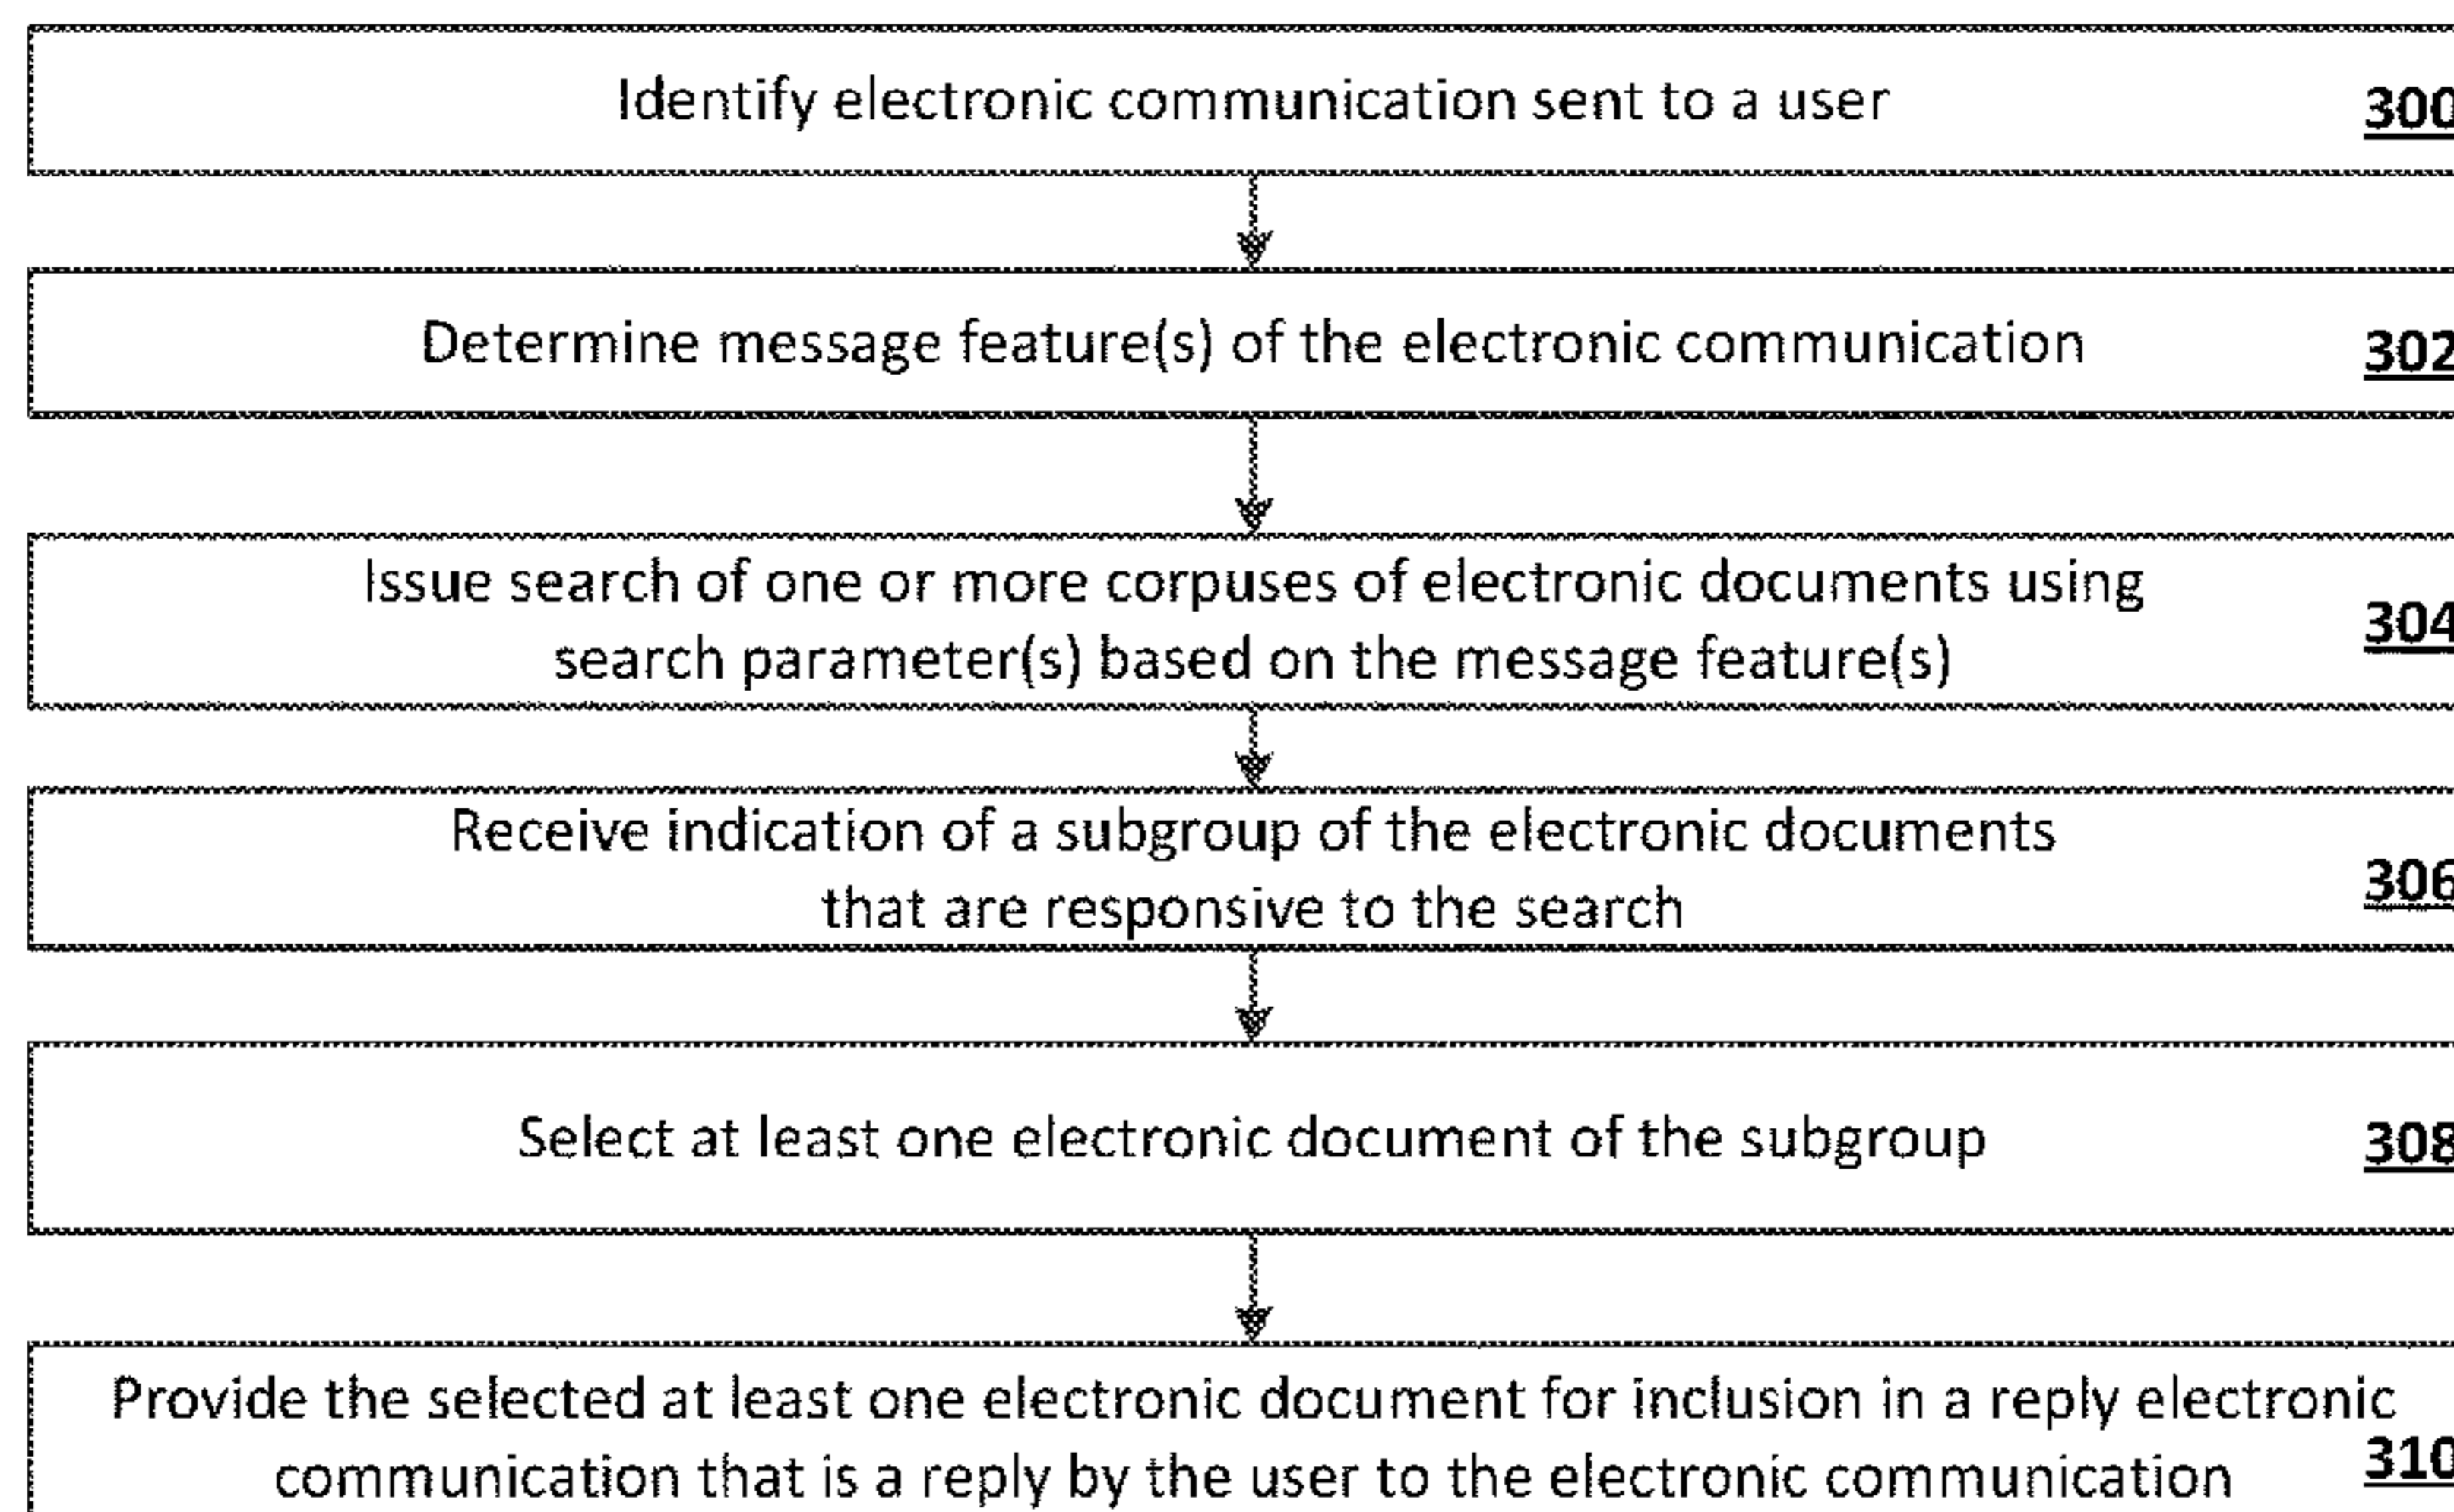 Identify electronic communication sent to a user 300
Determine message feature(s) of the electronic communication 302
Issue search of one or more corpuses of electronic documents using
search parameter(s) based on the message feature(s) 304
Receive indication of a subgroup of the electronic documents
that are responsive to the search 306
Select at least one electronic document of the subgroup 308
Provide the selected at least one electronic document for inclusion in a reply electronic
communication that is a reply by the user to the electronic communication 310